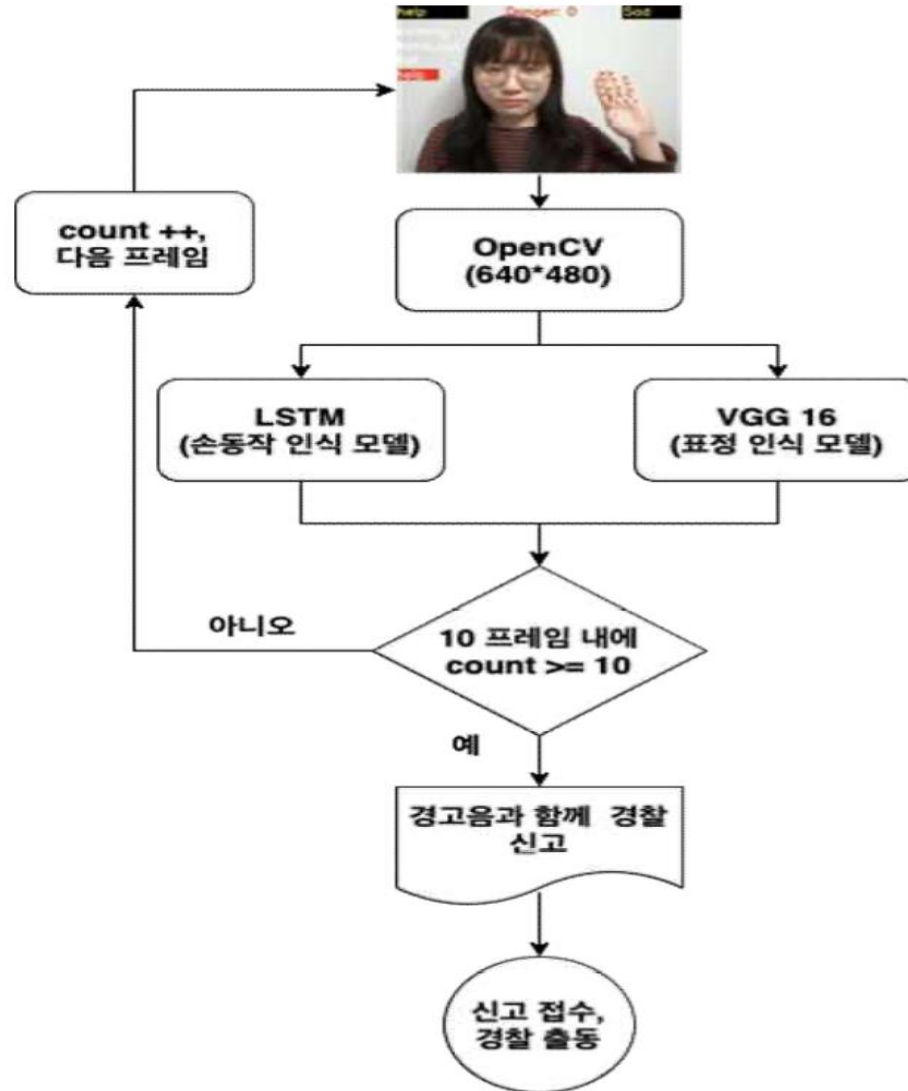 help Danger: 0 Sad
help
count ++,
다음 프레임
OpenCV
(640*480)
LSTM
(손동작 인식 모델)
VGG 16
(표정 인식 모델)
아니오
10 프레임 내에
count >= 10
예
경고음과 함께 경찰
신고
신고 접수,
경찰 출동